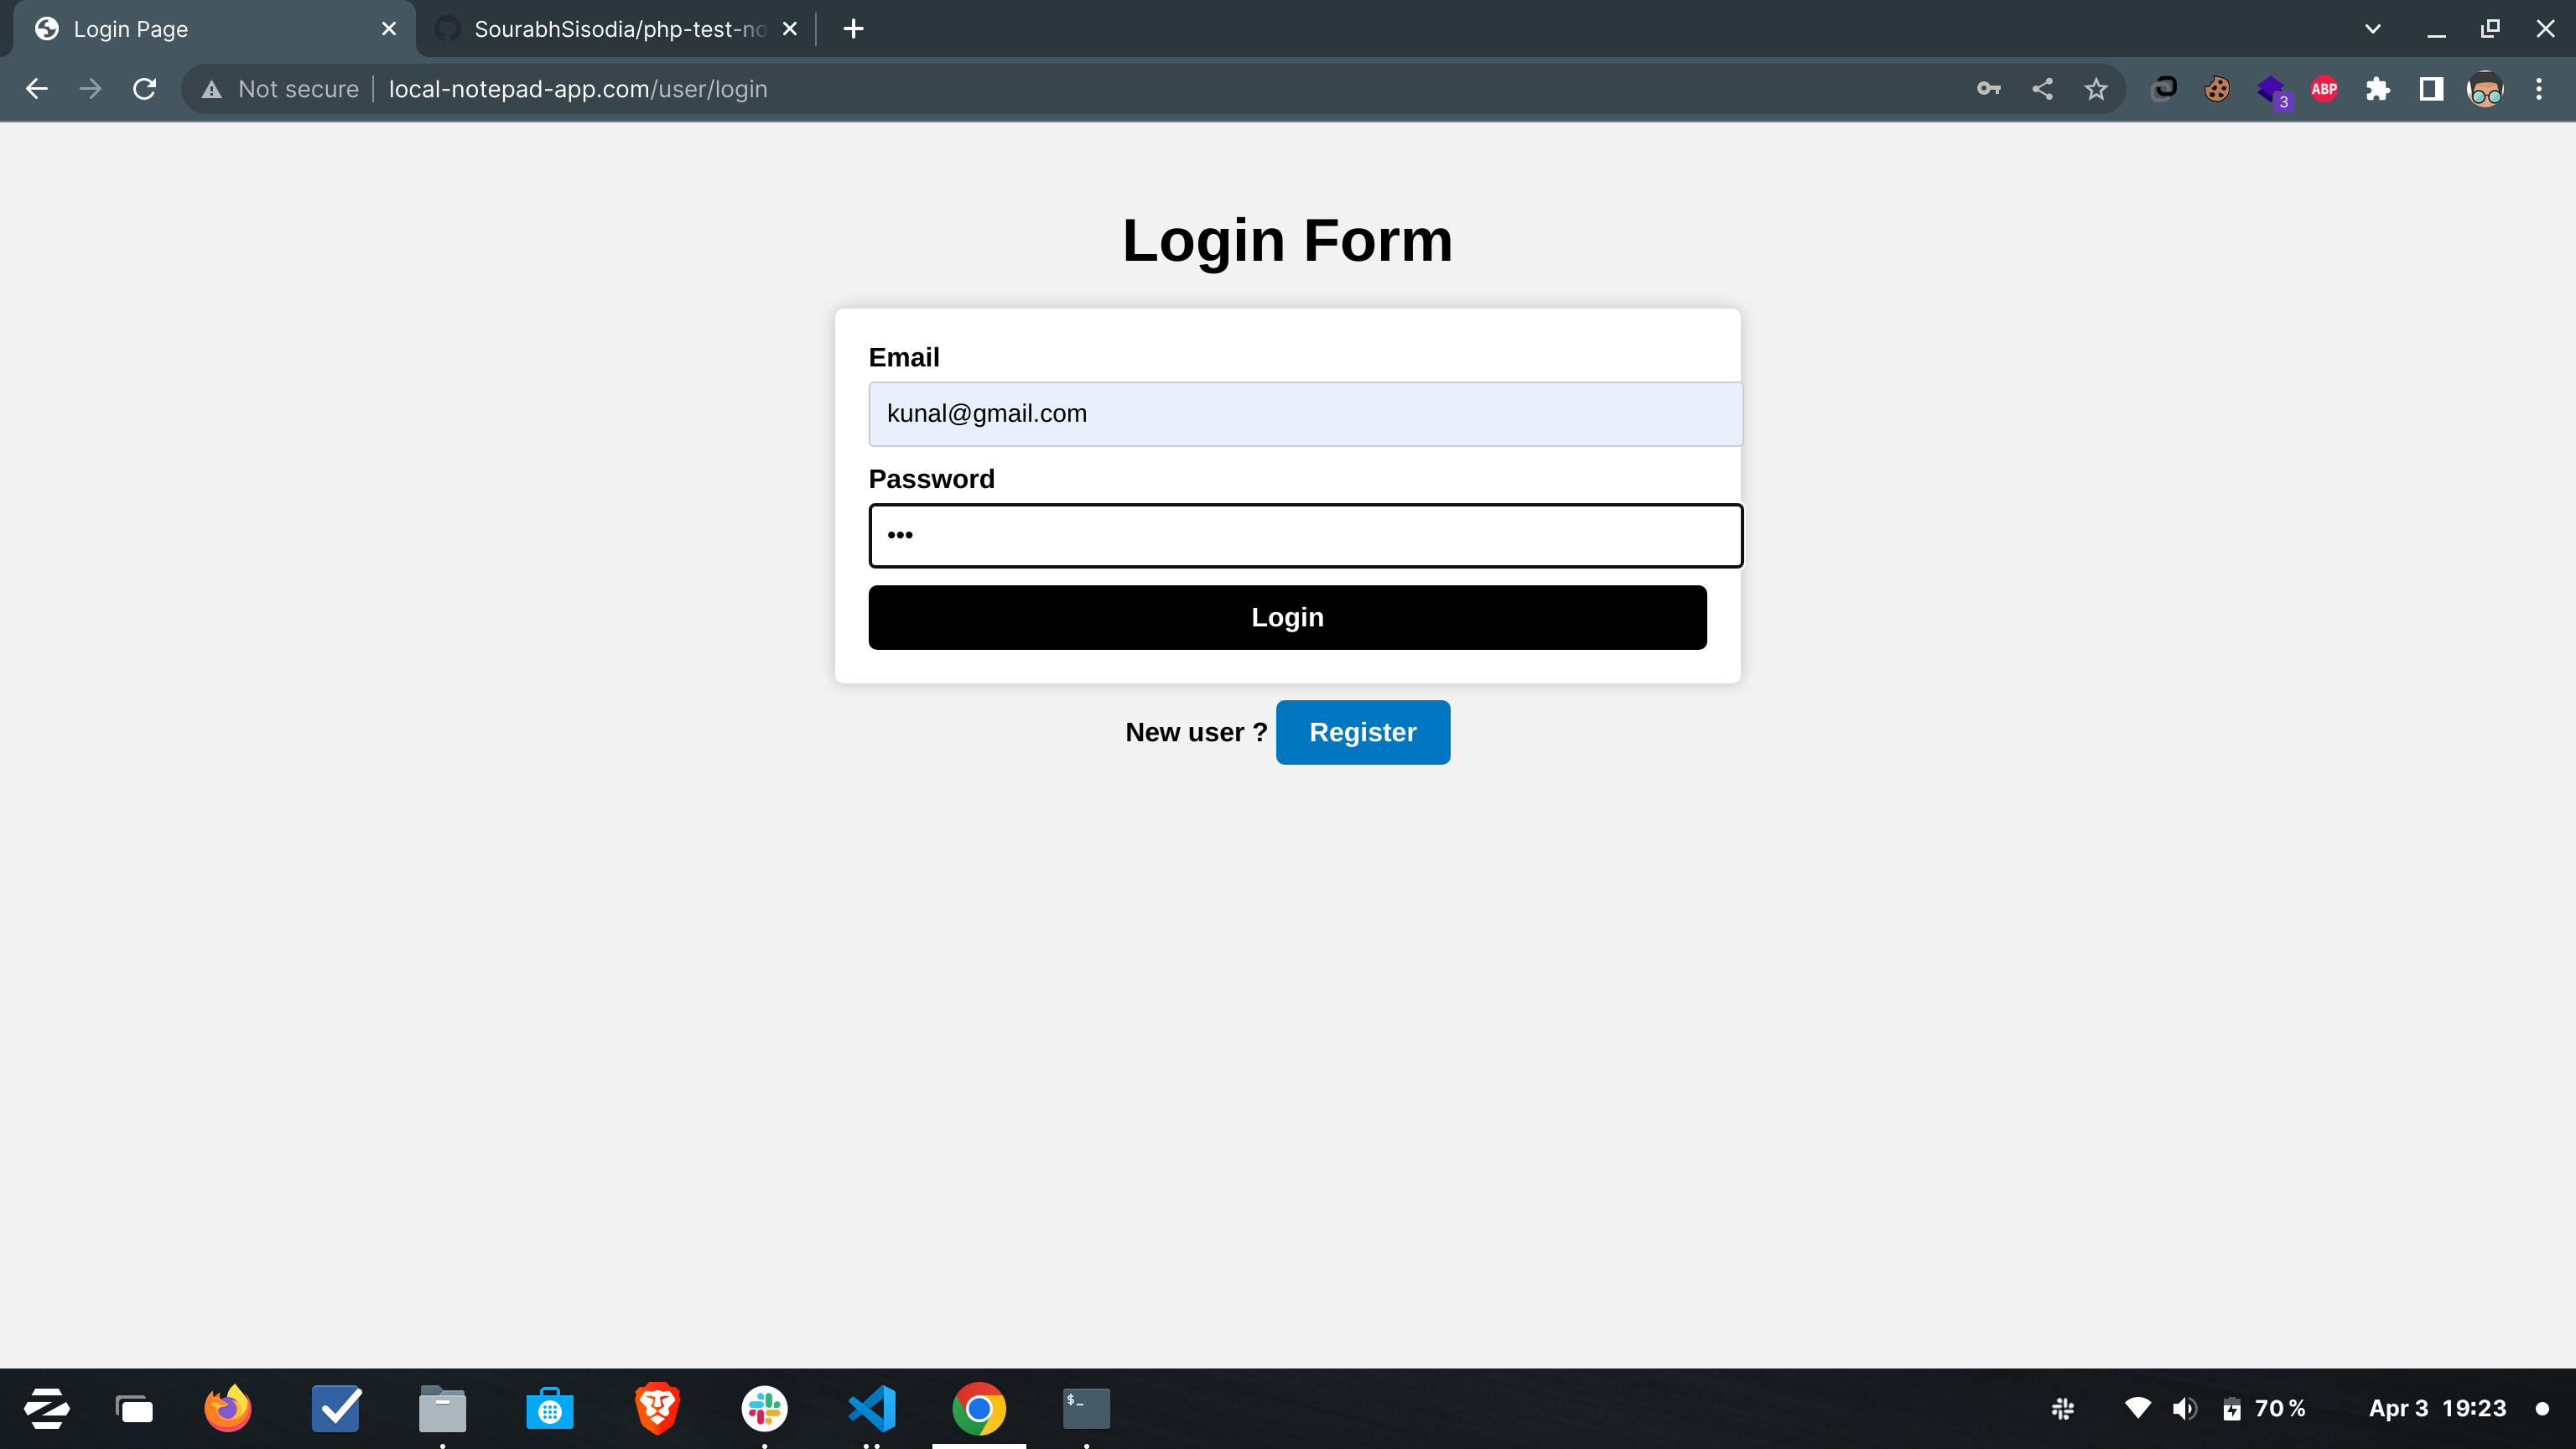 Login Page
SourabhSisodia/php-test-no
Not secure
local-notepad-app.com/user/login
3
ABP
Login Form
Email
kunal@gmail.com
Password
•••
Login
New user ? Register
$_
70 %
Apr 3 19:23